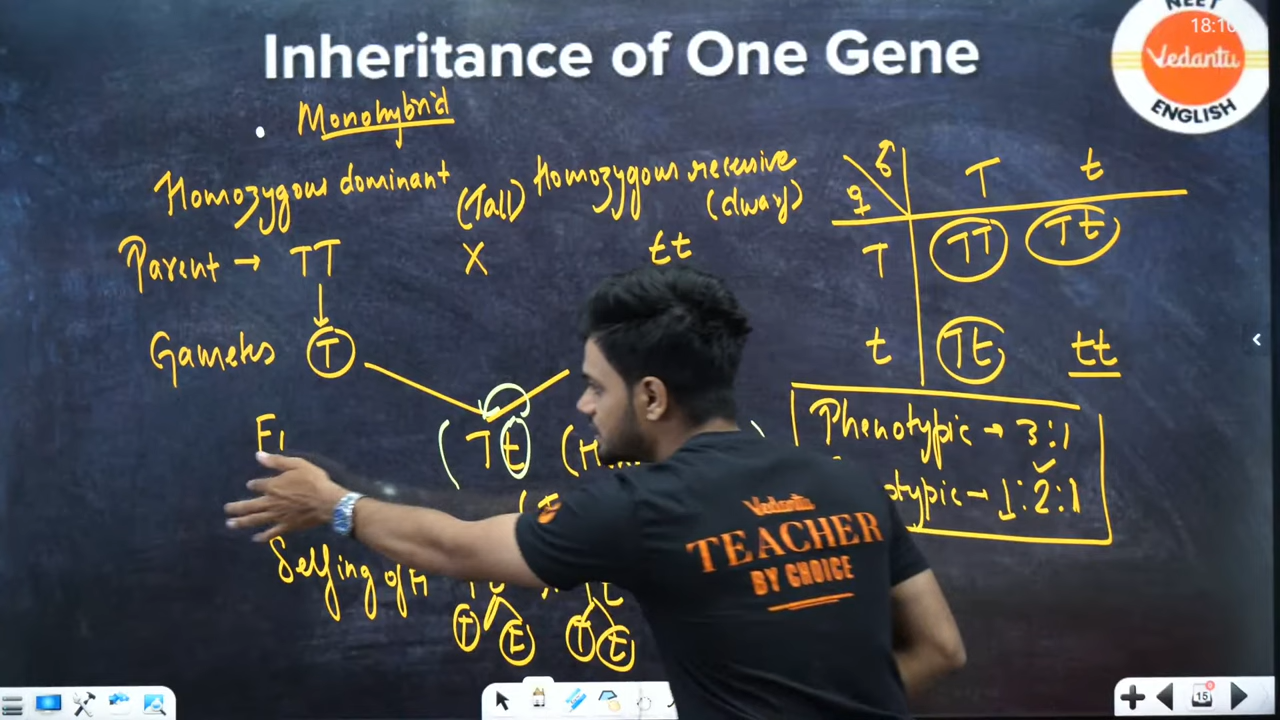 Inheritance of One Gene
NEET
18:10
Vedantu
ENGLISH
Monohybrid
Homozygous dominant
(Tall)
Homozygous recessive
(dwarf)
Parent → TT
X
tt
Gametes
T
F1
Tt
Selfing of F1
T t T t
♀ ♂ T t
T TT Tt
t Tt tt
Phenotypic → 3:1
otypic → 1:2:1
Vedantu
TEACHER
BY CHOICE
15